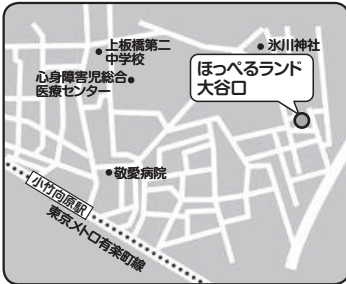 上板橋第二
中学校
氷川神社
心身障害児総合
医療センター
ほっぺるランド
大谷口
敬愛病院
小竹向原駅
東京メトロ有楽町線